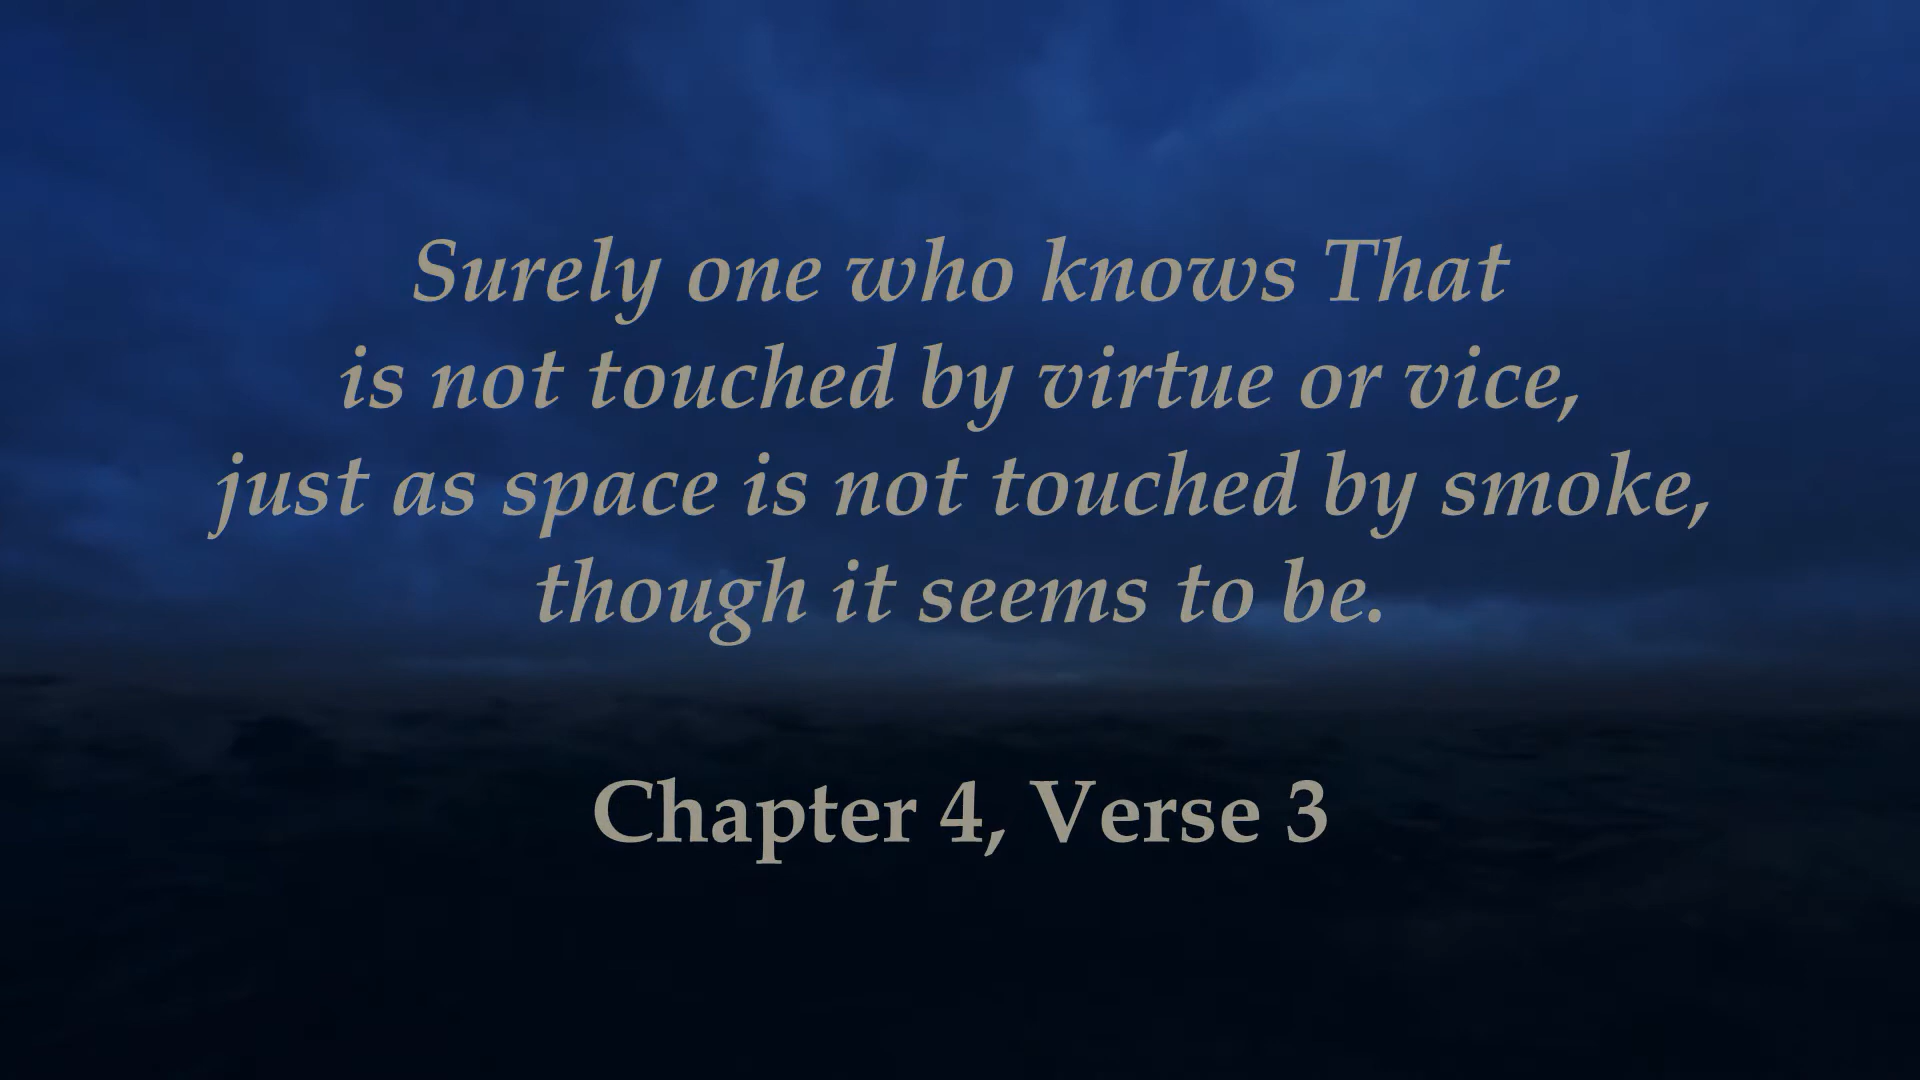 Surely one who knows That
is not touched by virtue or vice,
just as space is not touched by smoke,
though it seems to be.
Chapter 4, Verse 3